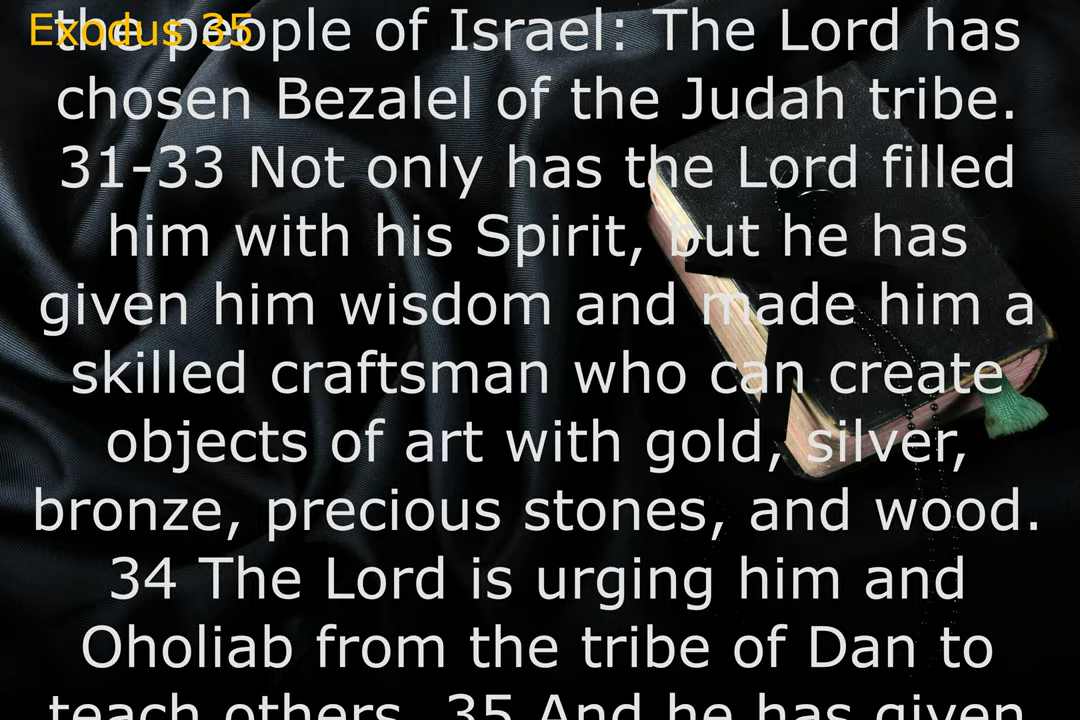 Exodus 35
the people of Israel: The Lord has
chosen Bezalel of the Judah tribe.
31-33 Not only has the Lord filled
him with his Spirit, but he has
given him wisdom and made him a
skilled craftsman who can create
objects of art with gold, silver,
bronze, precious stones, and wood.
34 The Lord is urging him and
Oholiab from the tribe of Dan to
teach others. 35 And he has given